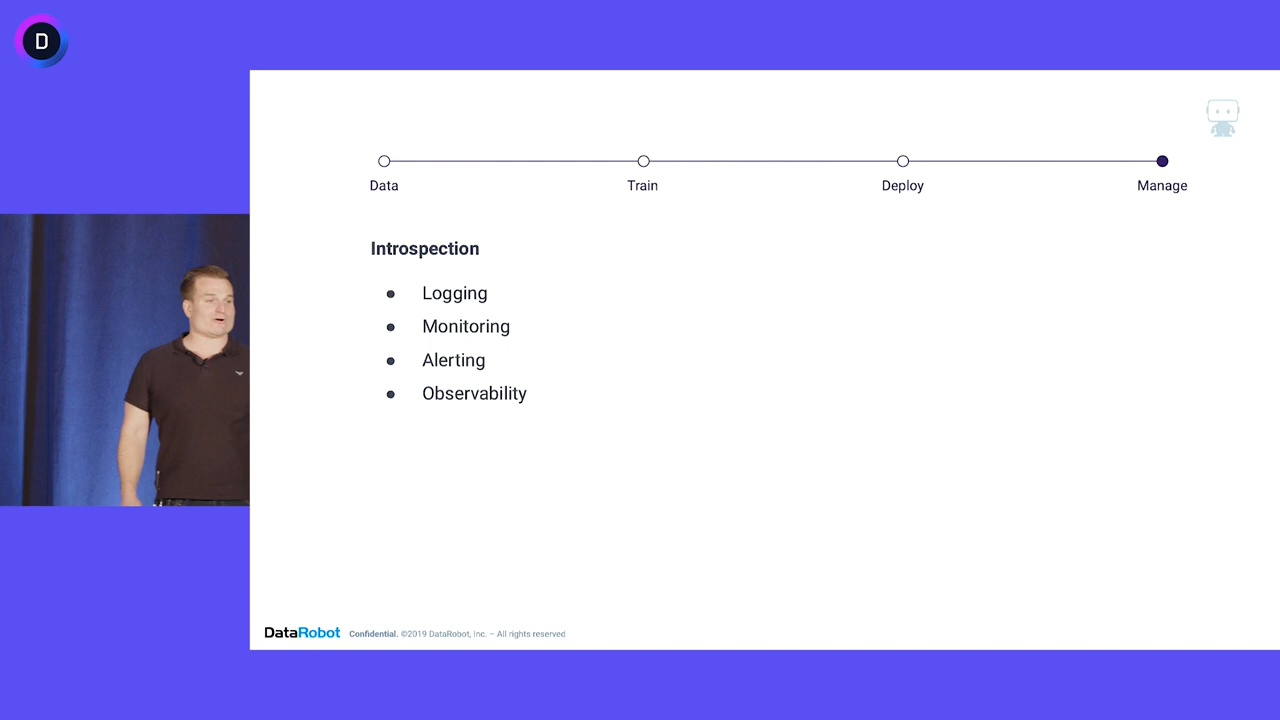 D
Data
Train
Deploy
Manage
Introspection
● Logging
● Monitoring
● Alerting
● Observability
DataRobot Confidential. ©2019 DataRobot, Inc. – All rights reserved